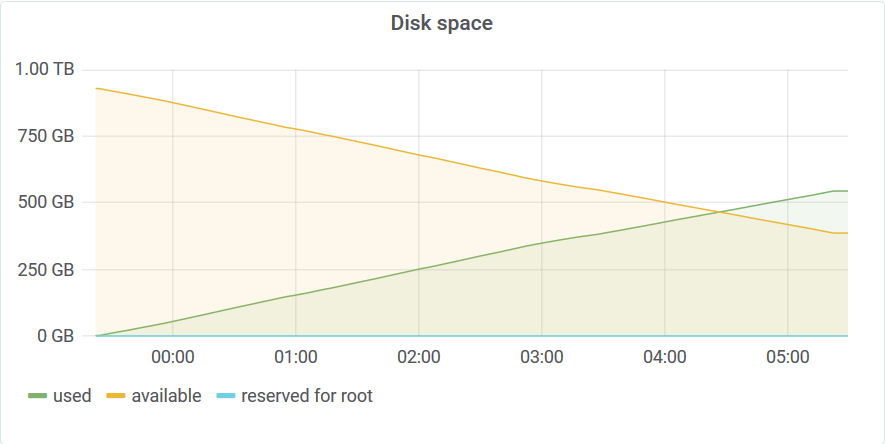 Disk space
1.00 TB
750 GB
500 GB
250 GB
0 GB
00:00 01:00 02:00 03:00 04:00 05:00
used available reserved for root